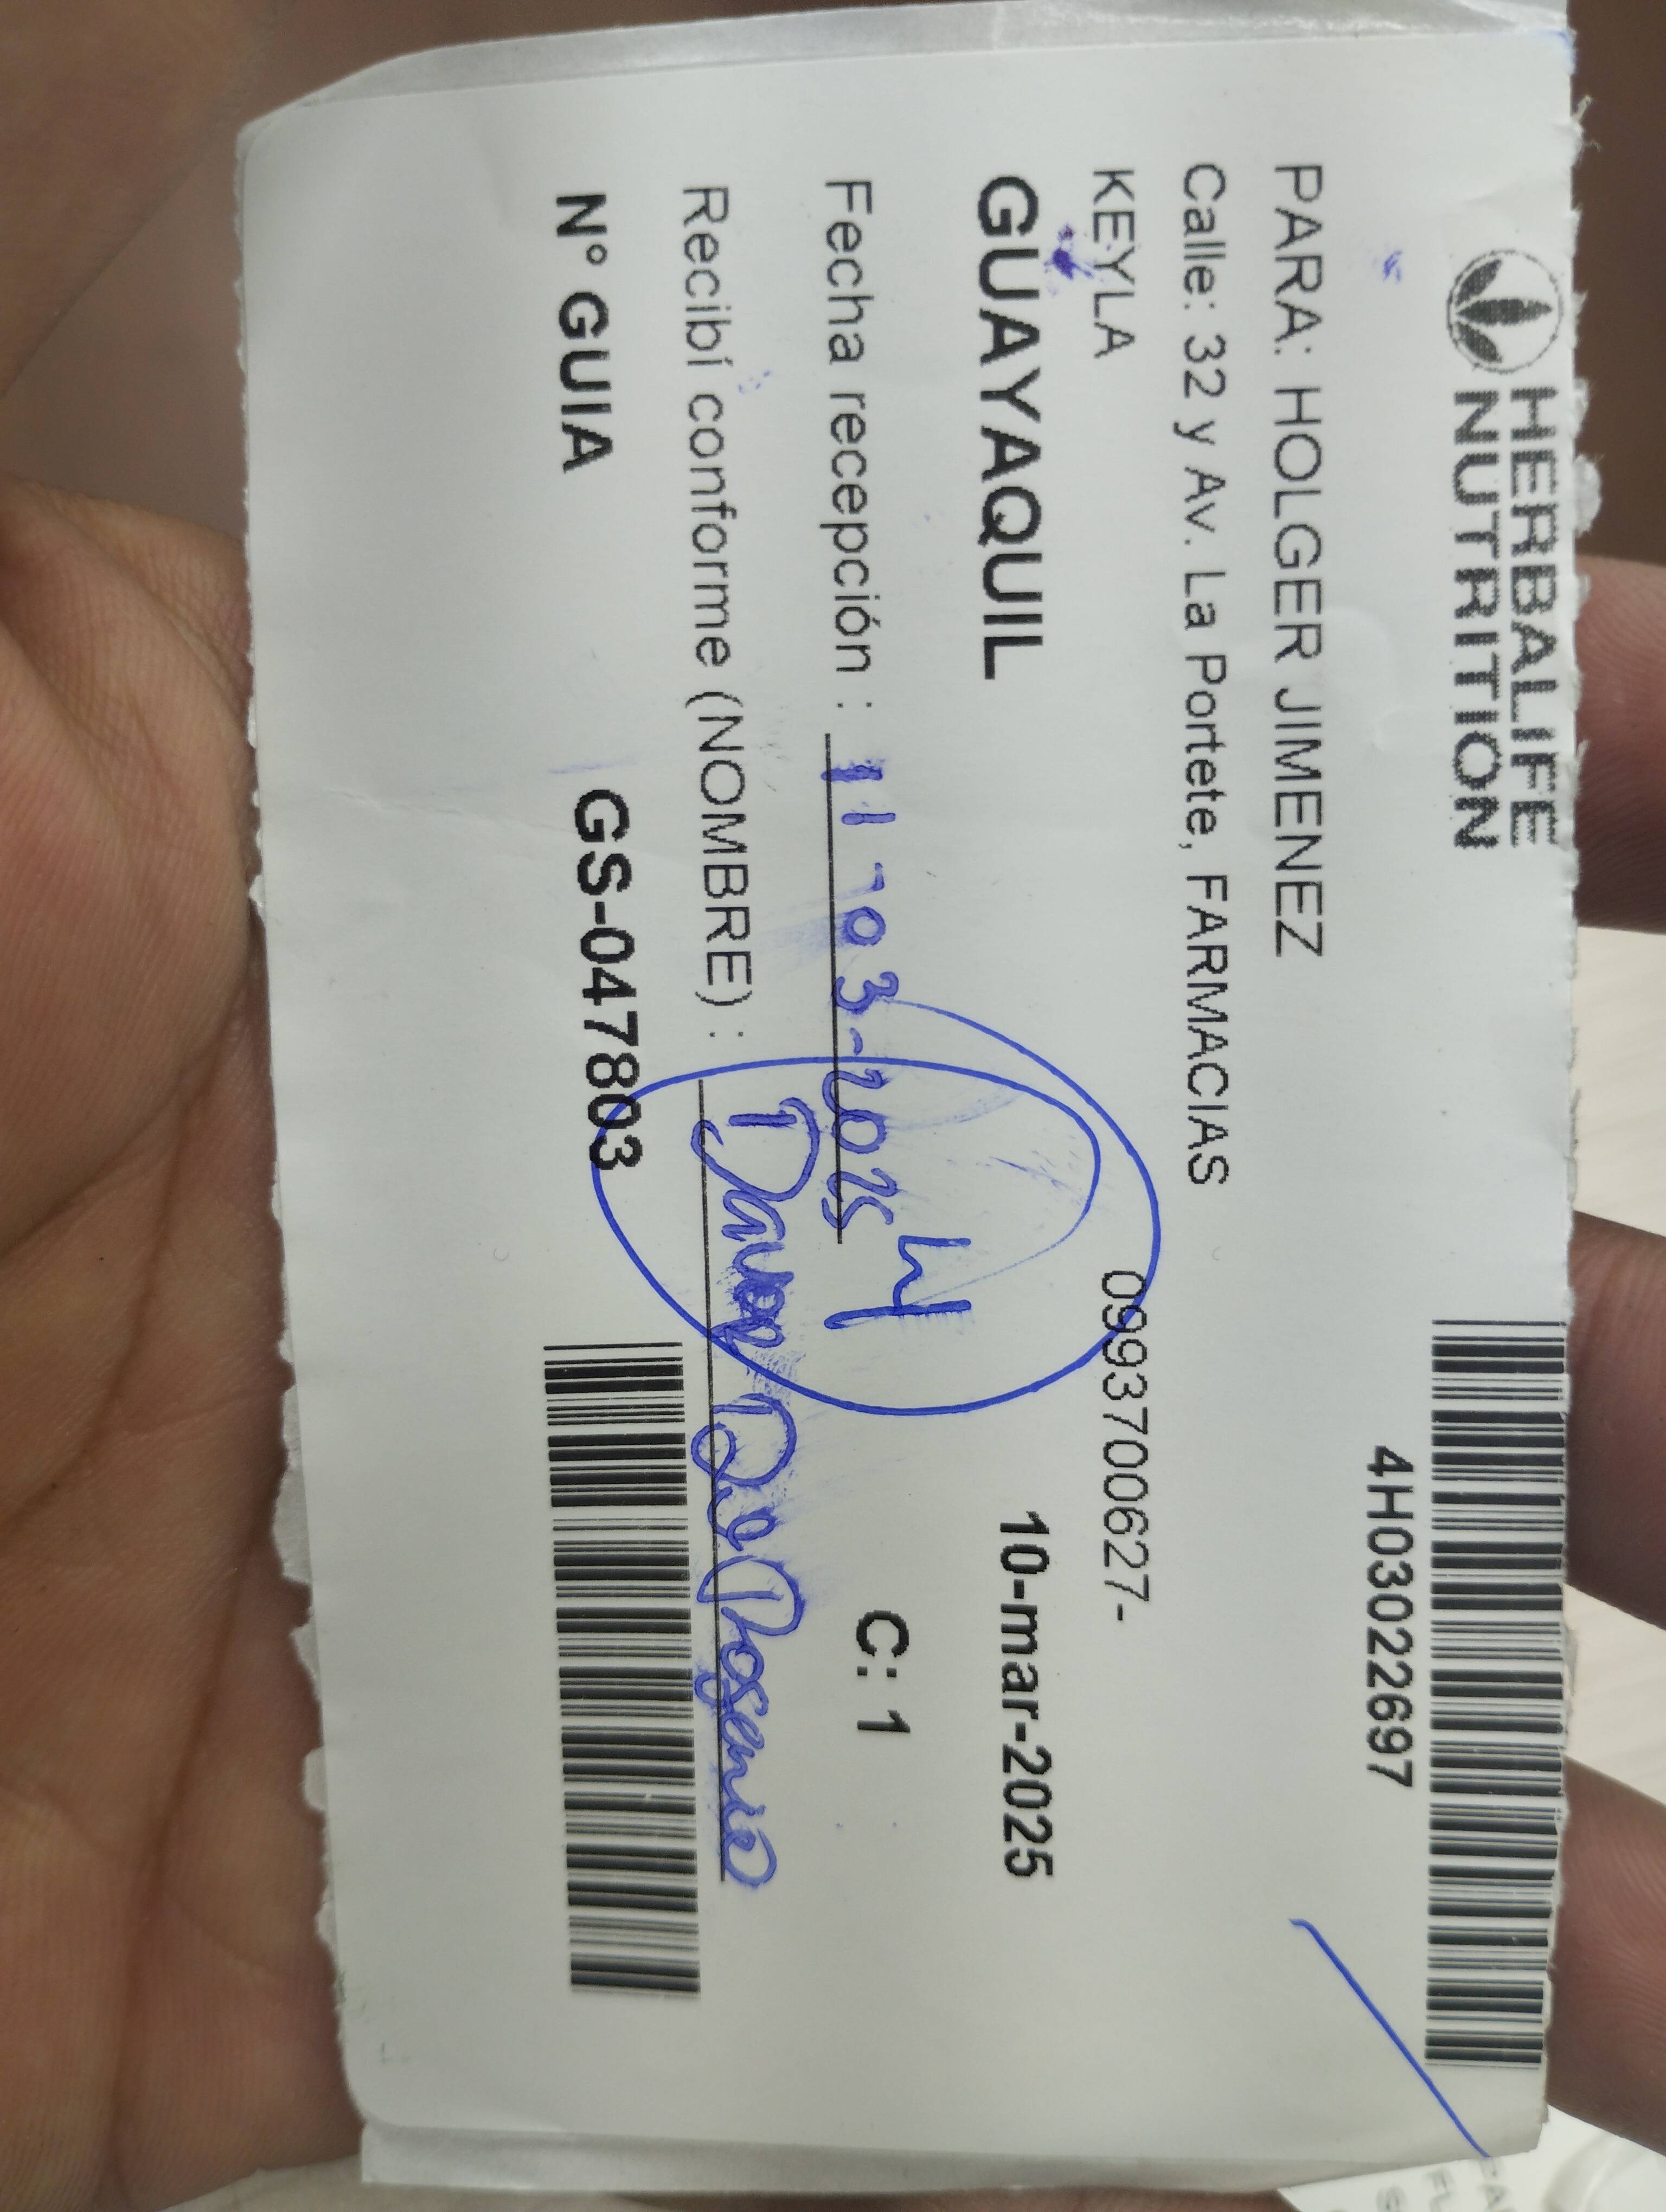 HERBALIFE
NUTRITION
4H03022697
PARA: HOLGER JIMENEZ
Calle: 32 y Av. La Portete, FARMACIAS
KEYLA 0993700627-
GUAYAQUIL 10-mar-2025
Fecha recepción : 11-03-2025 4 C: 1
Recibí conforme (NOMBRE) :
N° GUIA GS-047803